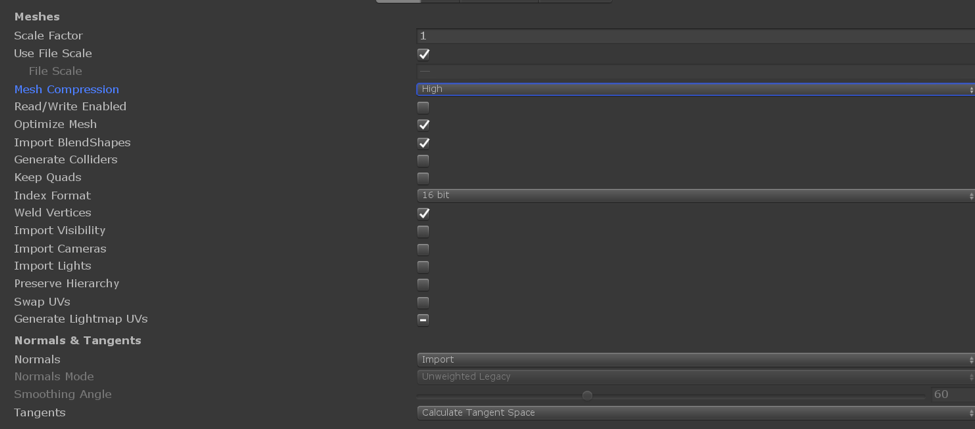 Meshes
Scale Factor 1
Use File Scale
File Scale —
Mesh Compression High
Read/Write Enabled
Optimize Mesh
Import BlendShapes
Generate Colliders
Keep Quads
Index Format 16 bit
Weld Vertices
Import Visibility
Import Cameras
Import Lights
Preserve Hierarchy
Swap UVs
Generate Lightmap UVs
Normals & Tangents
Normals Import
Normals Mode Unweighted Legacy
Smoothing Angle 60
Tangents Calculate Tangent Space